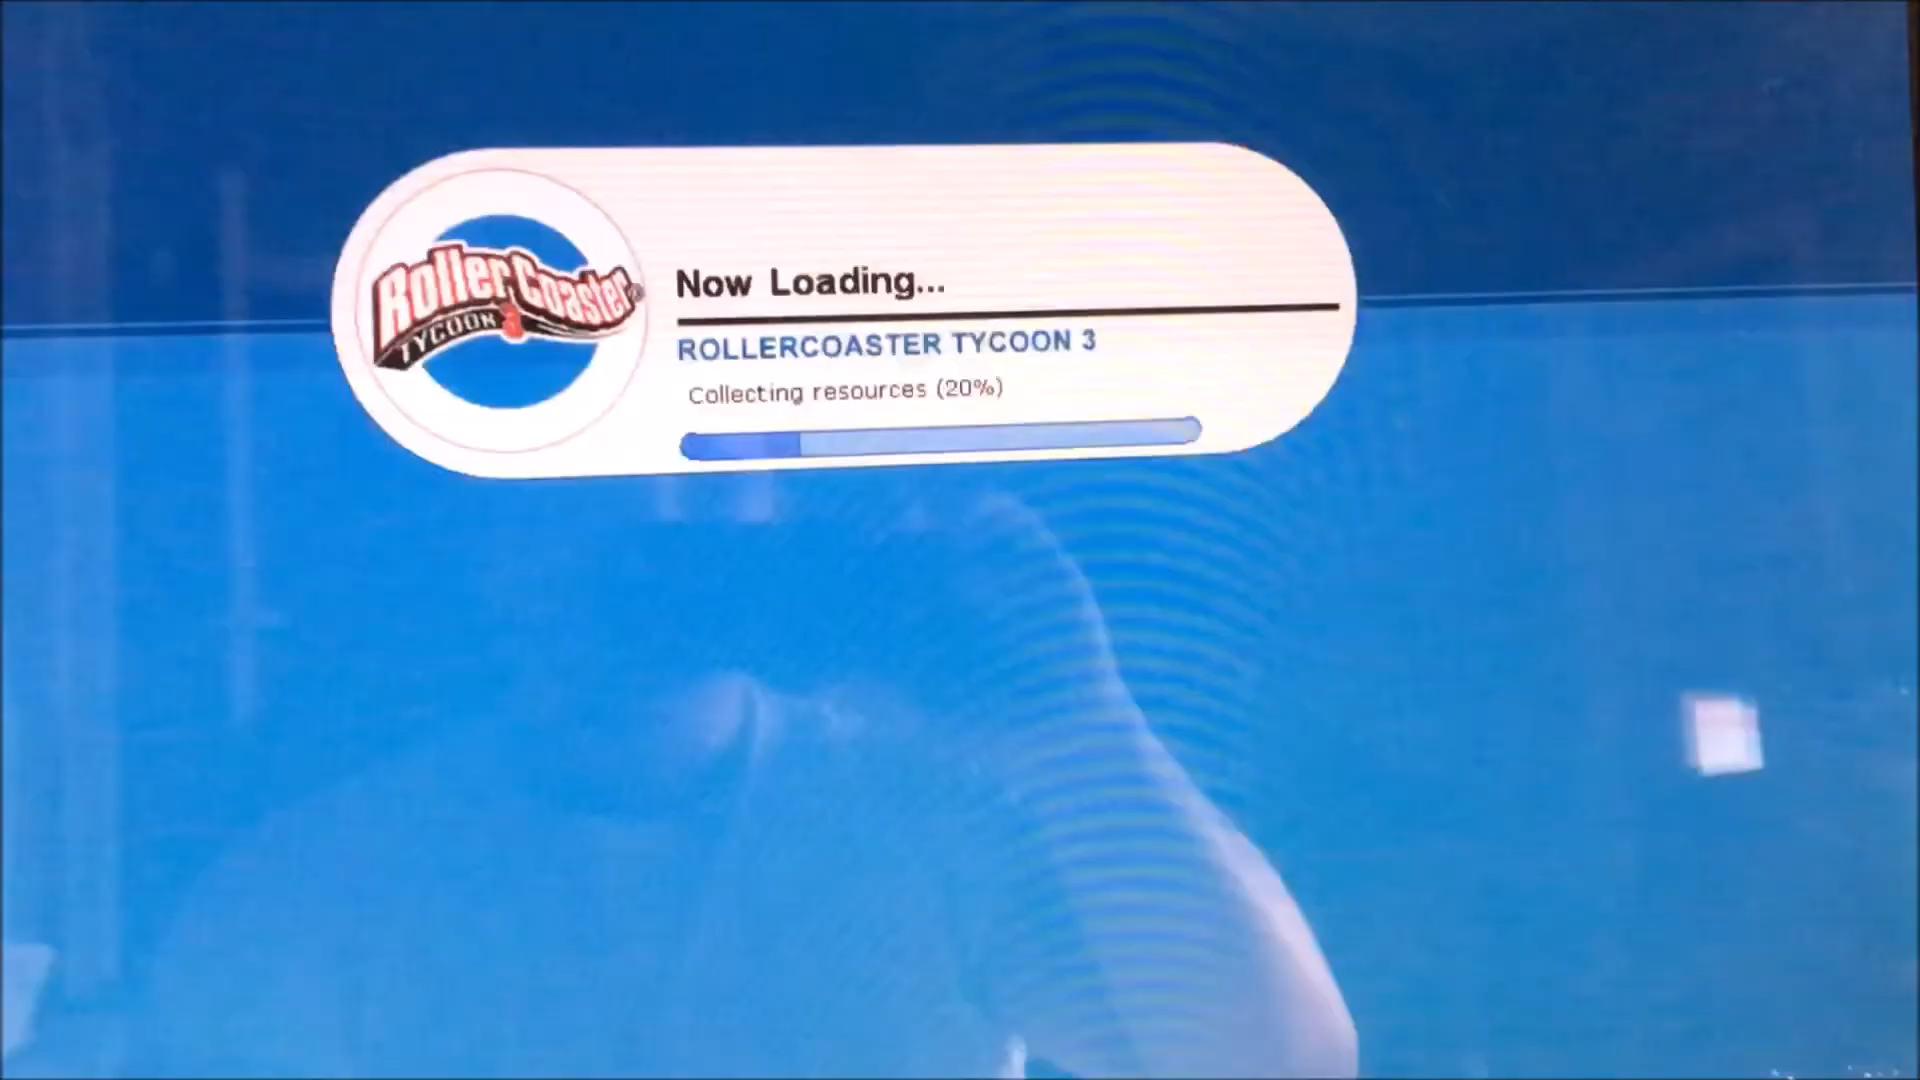 RollerCoaster®
TYCOON 3
Now Loading...
ROLLERCOASTER TYCOON 3
Collecting resources (20%)